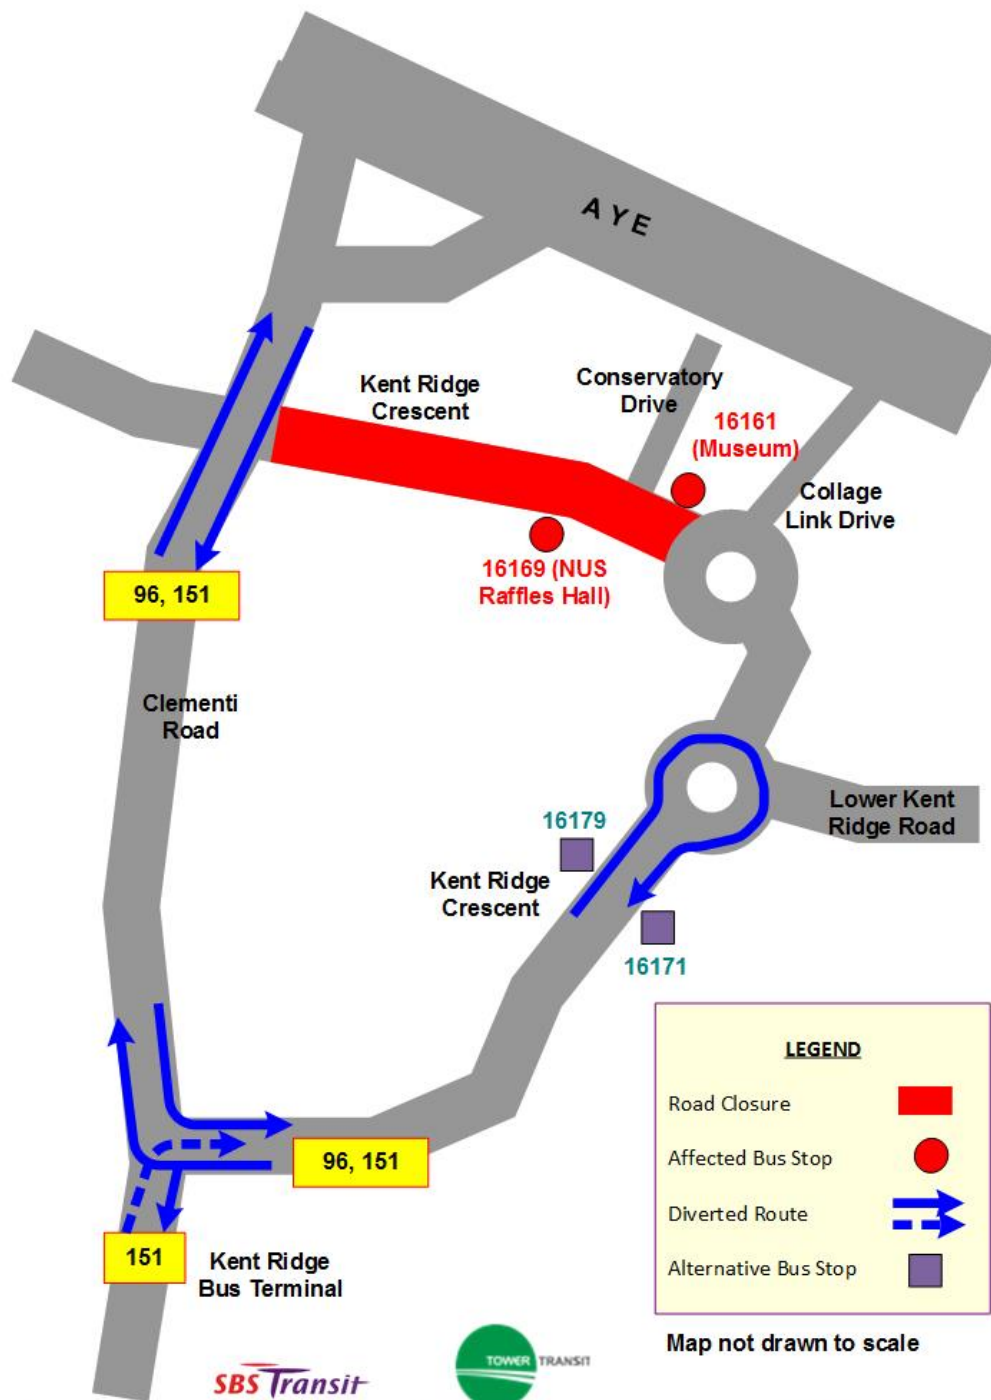 AYE
Kent Ridge
Crescent
Conservatory
Drive
16161
(Museum)
Collage
Link Drive
16169 (NUS
Raffles Hall)
96, 151
Clementi
Road
Lower Kent
Ridge Road
16179
Kent Ridge
Crescent
16171
96, 151
151
Kent Ridge
Bus Terminal
LEGEND
Road Closure
Affected Bus Stop
Diverted Route
Alternative Bus Stop
Map not drawn to scale
SBS Transit
TOWER TRANSIT